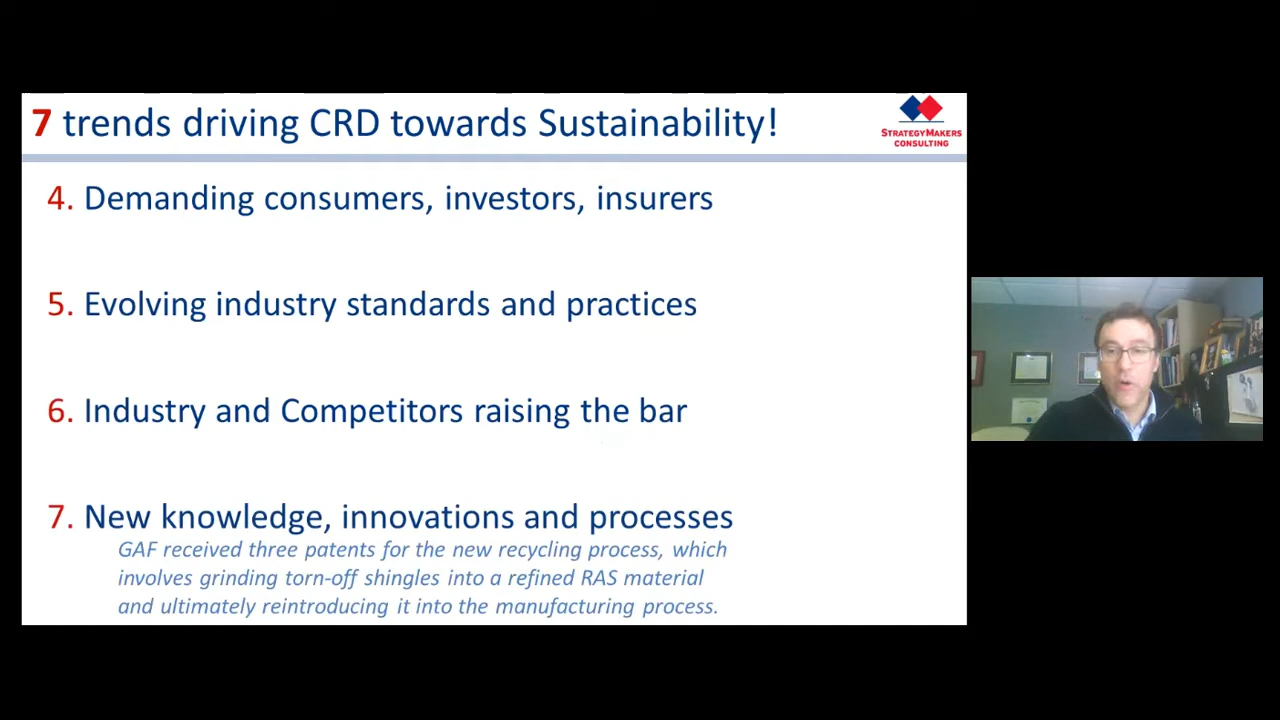 7 trends driving CRD towards Sustainability!
STRATEGYMAKERS
CONSULTING
4. Demanding consumers, investors, insurers
5. Evolving industry standards and practices
6. Industry and Competitors raising the bar
7. New knowledge, innovations and processes
GAF received three patents for the new recycling process, which
involves grinding torn-off shingles into a refined RAS material
and ultimately reintroducing it into the manufacturing process.